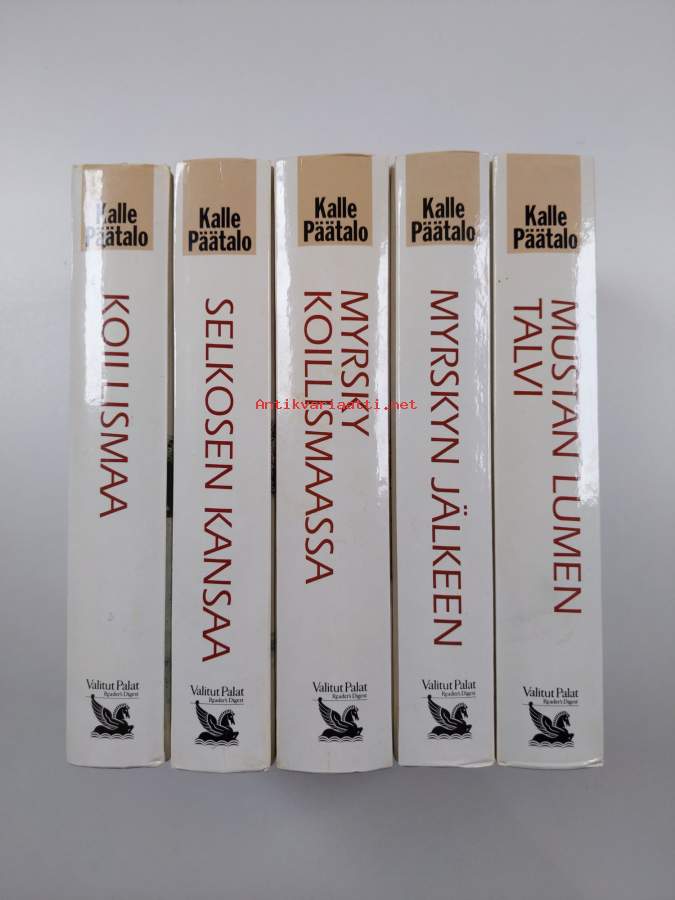 Kalle
Päätalo
KOILLISMAA
Valitut Palat
Reader's Digest
Kalle
Päätalo
SELKOSEN KANSAA
Valitut Palat
Reader's Digest
Kalle
Päätalo
MYRSKY
KOILLISMAASSA
Valitut Palat
Reader's Digest
Kalle
Päätalo
MYRSKYN JÄLKEEN
Valitut Palat
Reader's Digest
Kalle
Päätalo
MUSTAN LUMEN
TALVI
Valitut Palat
Reader's Digest
Antikvariaatti.net